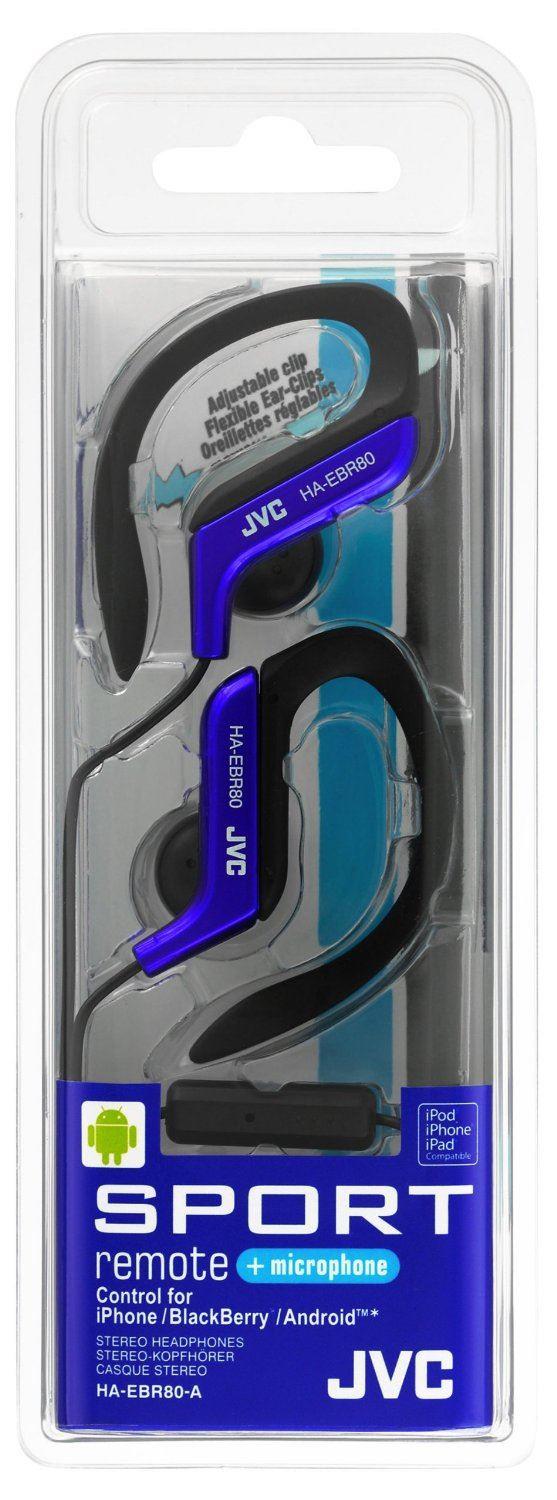 Adjustable clip
Flexible Ear-Clips
Oreillettes réglables
JVC HA-EBR80
HA-EBR80 JVC
iPod
iPhone
iPad
Compatible
SPORT
remote + microphone
Control for
iPhone/BlackBerry/Android™*
STEREO HEADPHONES
STEREO-KOPFHÖRER
CASQUE STEREO
HA-EBR80-A
JVC